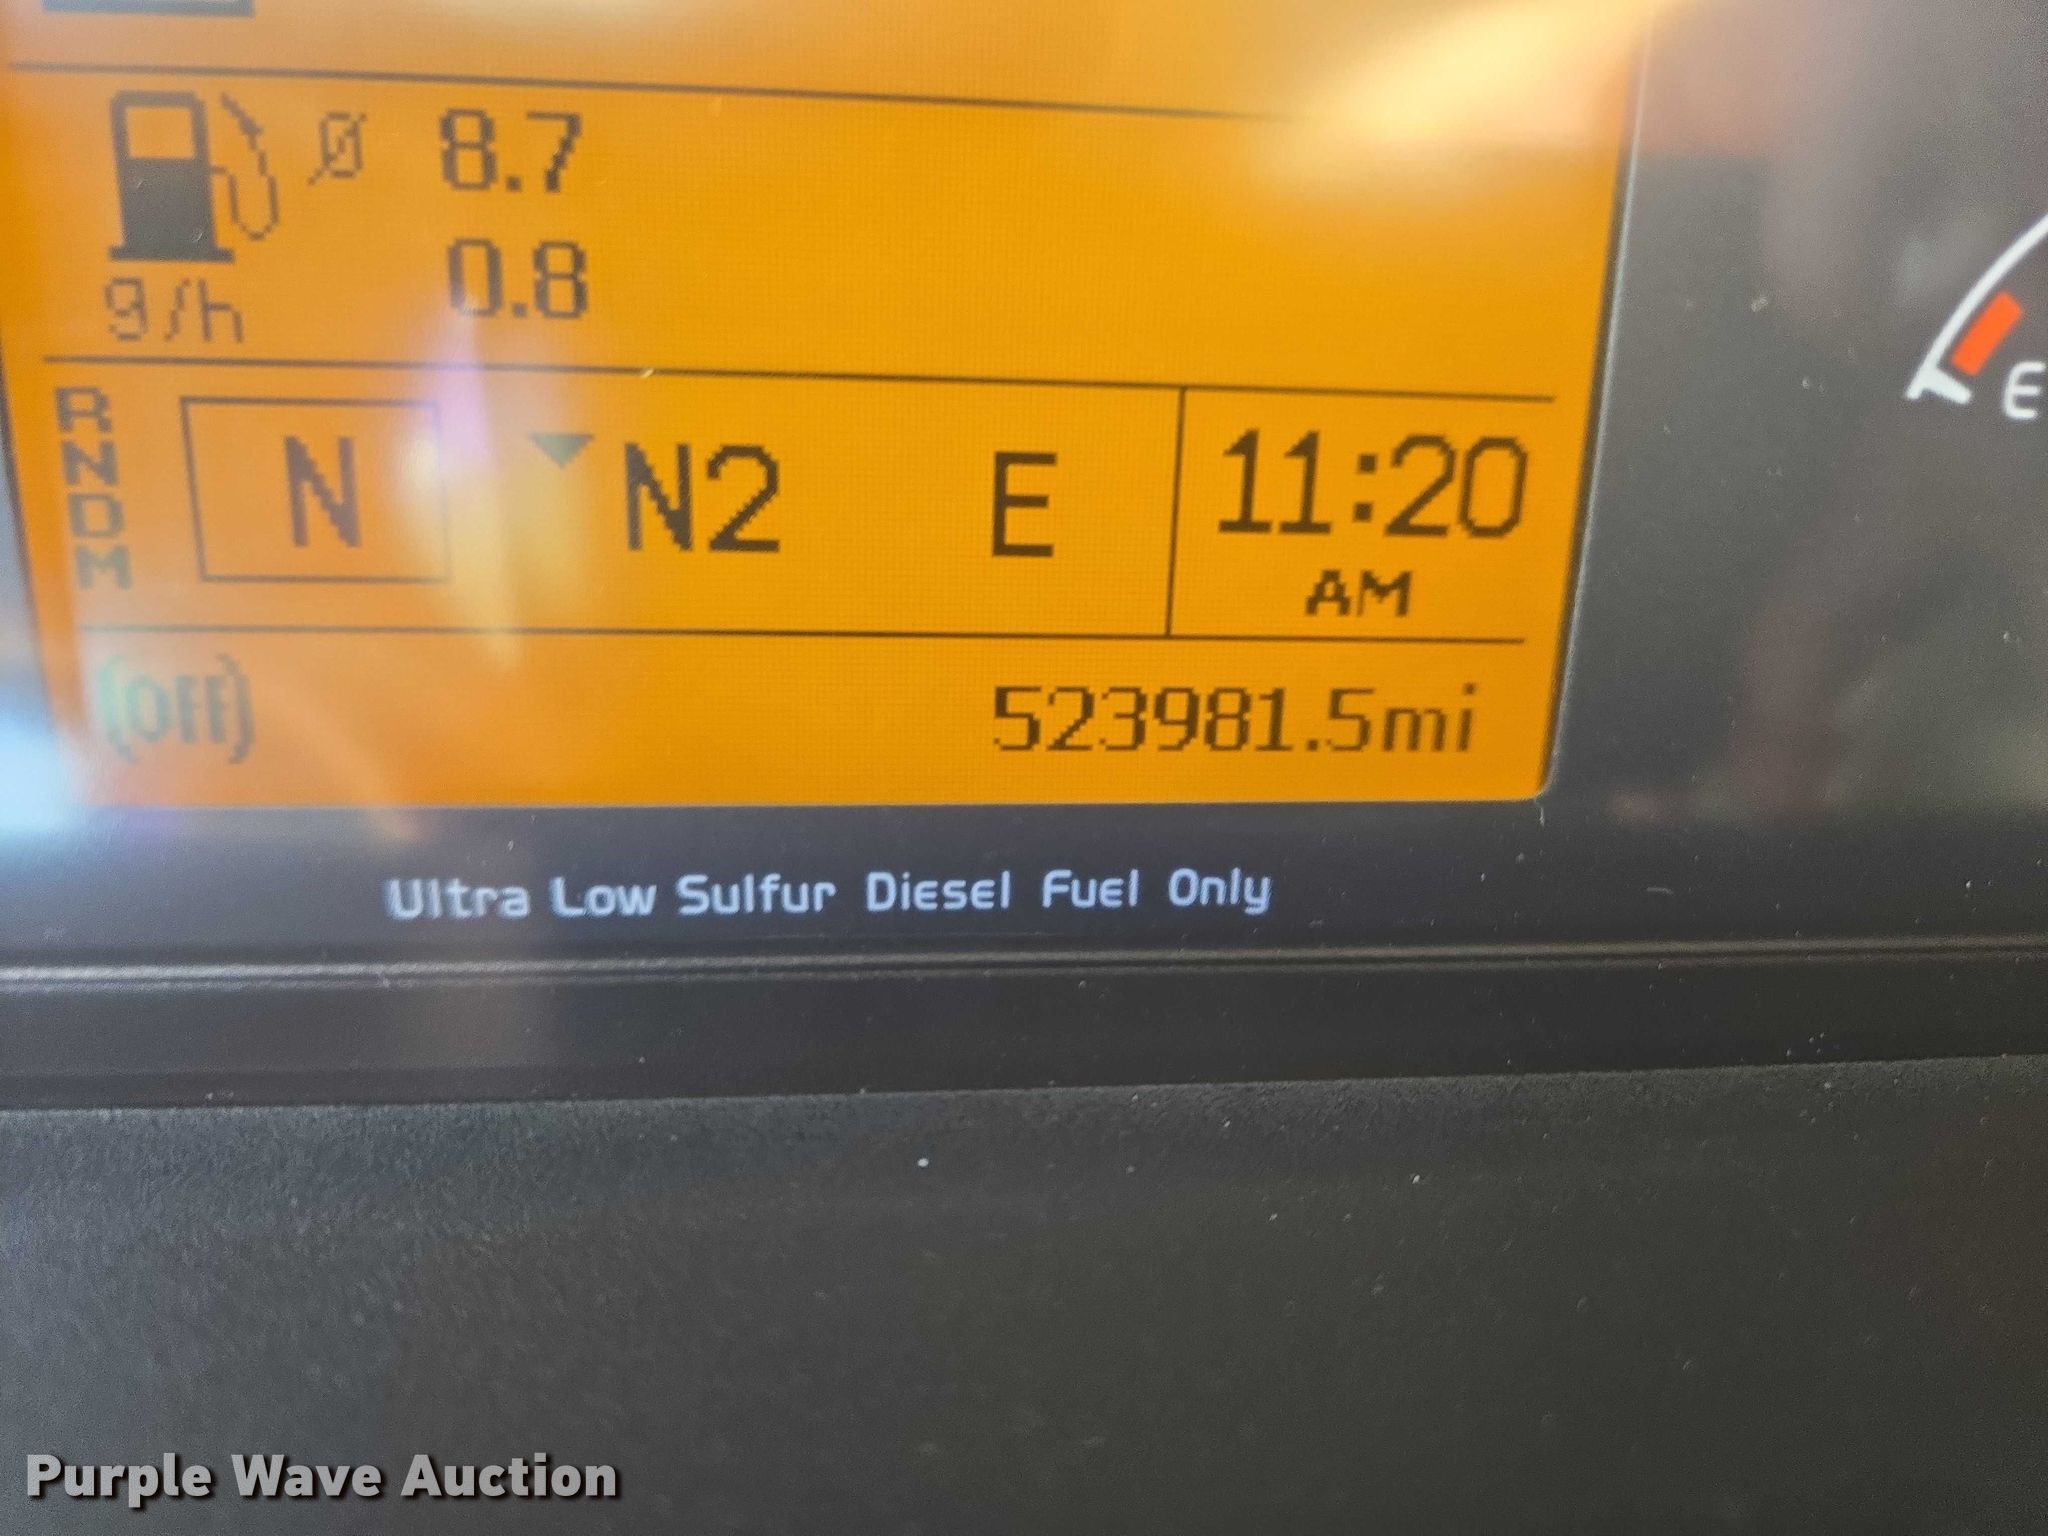 Ø 8.7
g/h 0.8
RNDM
N N2 E 11:20
AM
(OFF) 523981.5mi
E
Ultra Low Sulfur Diesel Fuel Only
Purple Wave Auction